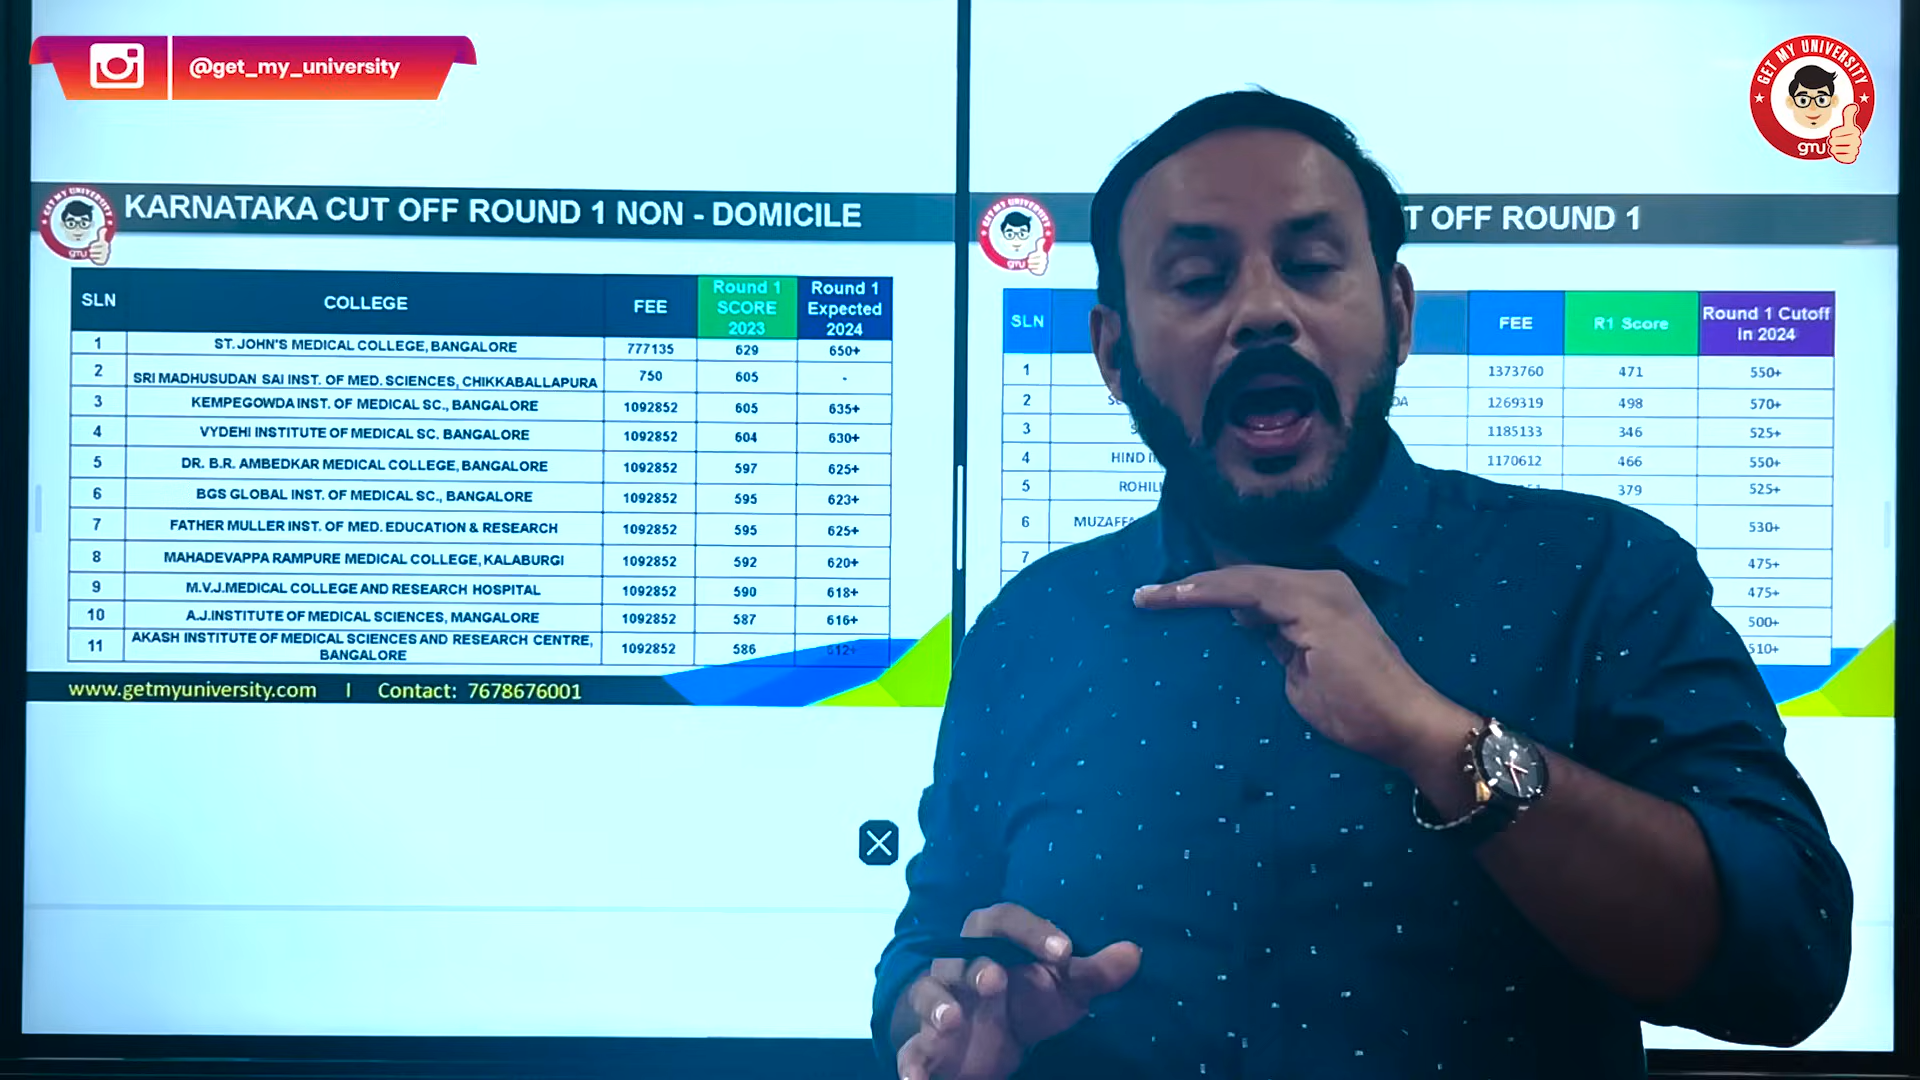 @get_my_university
GET MY UNIVERSITY
gmu
KARNATAKA CUT OFF ROUND 1 NON - DOMICILE
SLN COLLEGE FEE Round 1 SCORE 2023 Round 1 Expected 2024
1 ST. JOHN'S MEDICAL COLLEGE, BANGALORE 777135 629 650+
2 SRI MADHUSUDAN SAI INST. OF MED. SCIENCES, CHIKKABALLAPURA 750 605 -
3 KEMPEGOWDA INST. OF MEDICAL SC., BANGALORE 1092852 605 635+
4 VYDEHI INSTITUTE OF MEDICAL SC. BANGALORE 1092852 604 630+
5 DR. B.R. AMBEDKAR MEDICAL COLLEGE, BANGALORE 1092852 597 625+
6 BGS GLOBAL INST. OF MEDICAL SC., BANGALORE 1092852 595 623+
7 FATHER MULLER INST. OF MED. EDUCATION & RESEARCH 1092852 595 625+
8 MAHADEVAPPA RAMPURE MEDICAL COLLEGE, KALABURGI 1092852 592 620+
9 M.V.J.MEDICAL COLLEGE AND RESEARCH HOSPITAL 1092852 590 618+
10 A.J.INSTITUTE OF MEDICAL SCIENCES, MANGALORE 1092852 587 616+
11 AKASH INSTITUTE OF MEDICAL SCIENCES AND RESEARCH CENTRE, BANGALORE 1092852 586 612+
www.getmyuniversity.com | Contact: 7678676001
T OFF ROUND 1
SLN FEE R1 Score Round 1 Cutoff in 2024
1 1373760 471 550+
2 1269319 498 570+
3 1185133 346 525+
4 HIND 1170612 466 550+
5 ROHIL 379 525+
6 MUZAFFA 530+
7 475+
475+
500+
510+